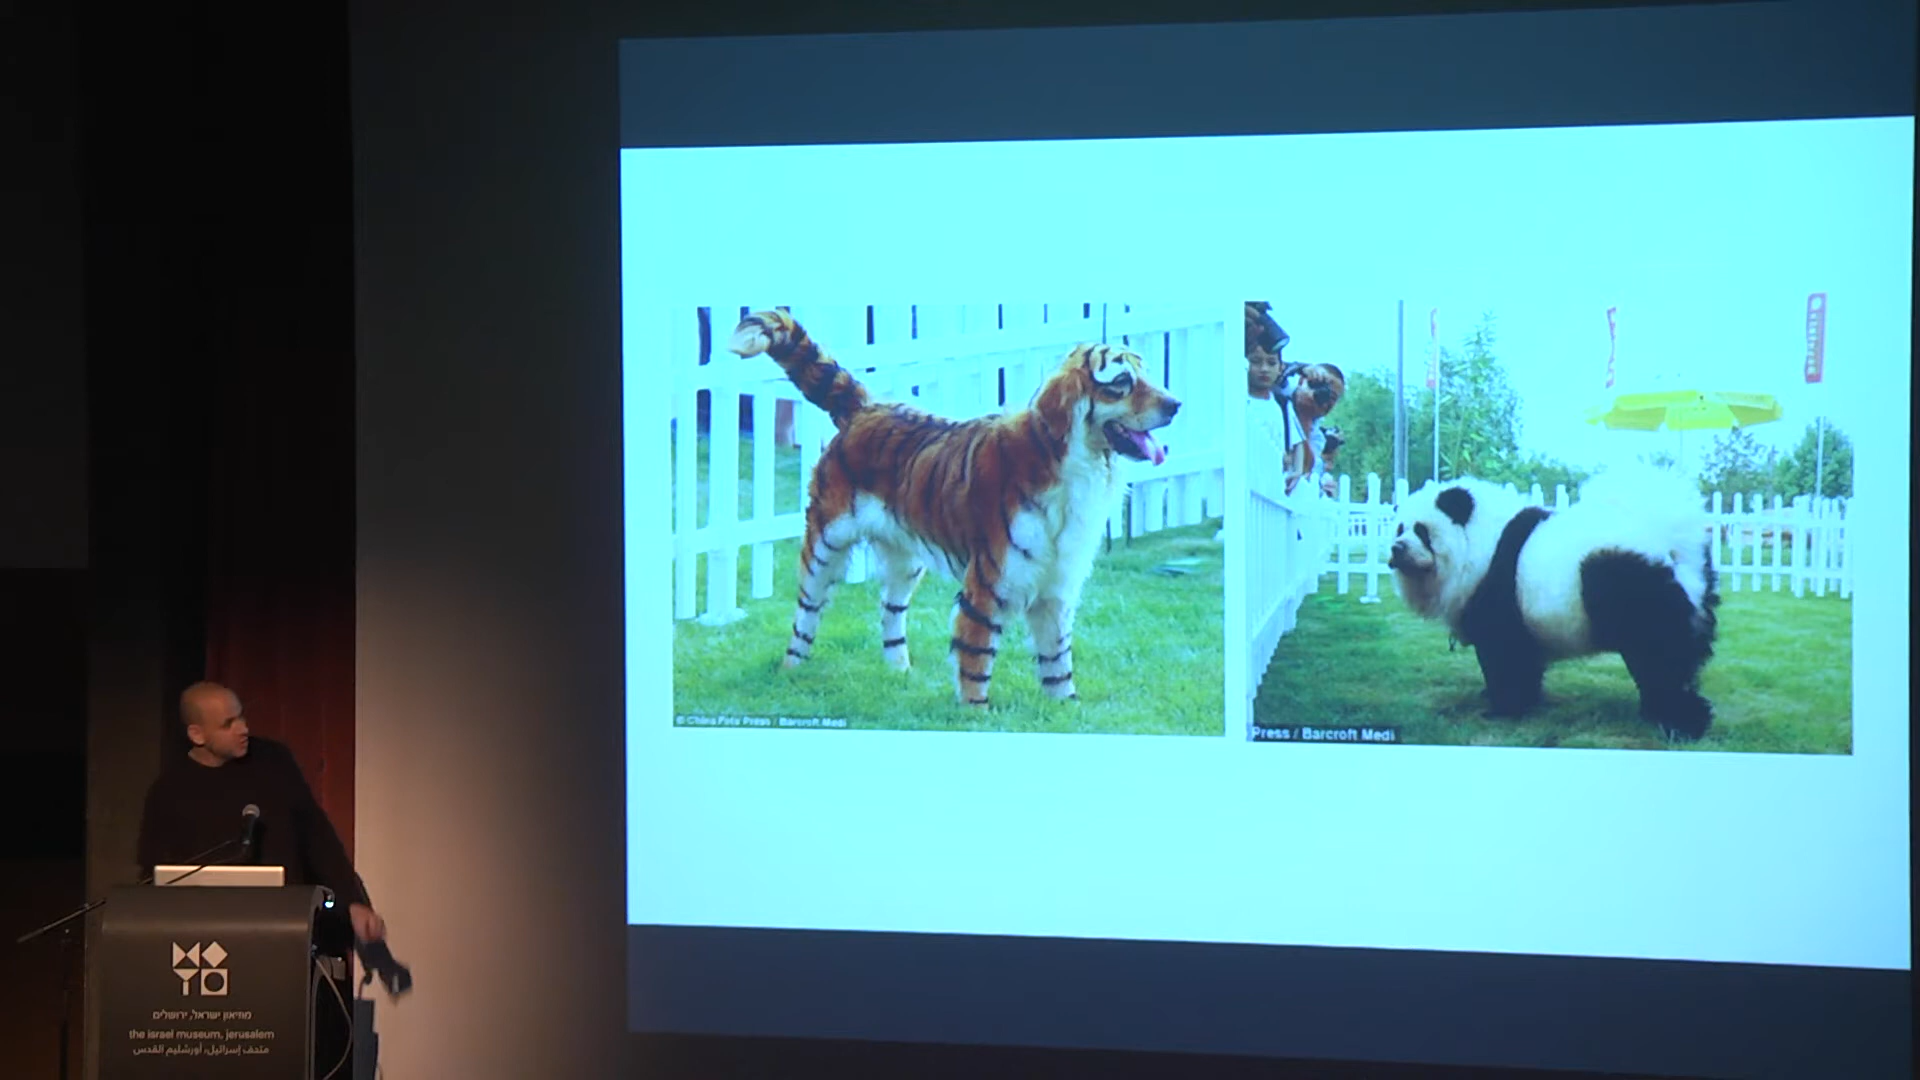 © China Foto Press / Barcroft Medi
Press / Barcroft Medi
מוזיאון ישראל, ירושלים
the israel museum, jerusalem
متحف إسرائيل، أورشليم القدس